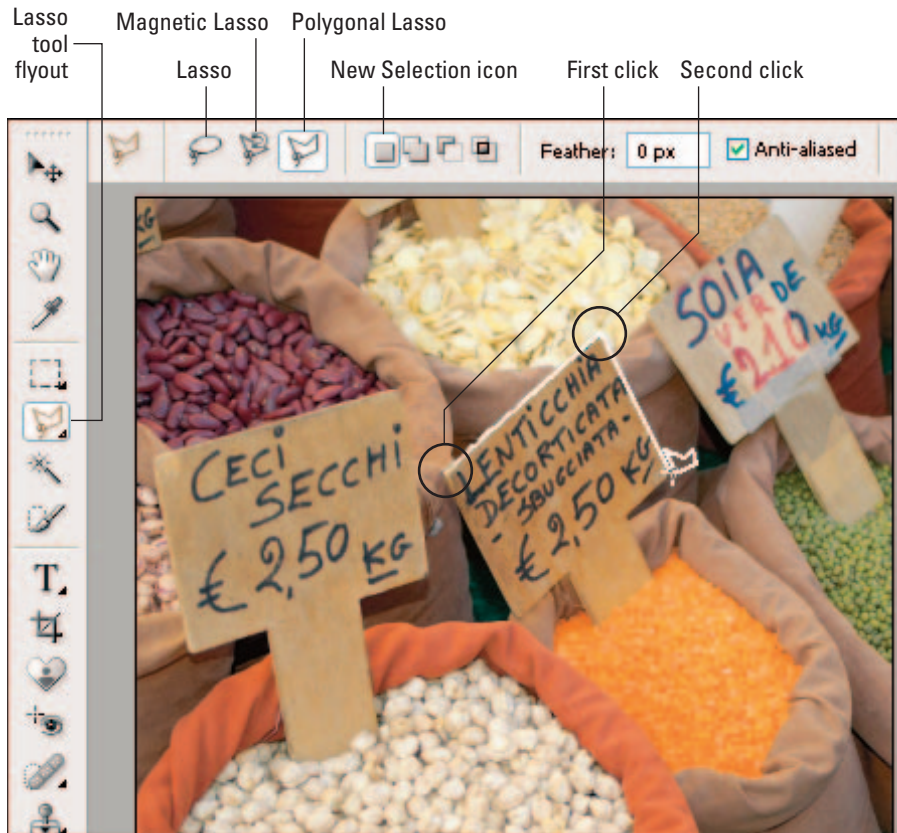 Lasso
tool
flyout
Magnetic Lasso
Polygonal Lasso
Lasso
New Selection icon
First click
Second click
Feather: 0 px
Anti-aliased
KG
SOIA
VERDE
€ 2,10 KG
LENTICCHIA
DECORTICATA
- SBUCCIATA -
€ 2,50 KG
CECI
SECCHI
€ 2,50 KG
T